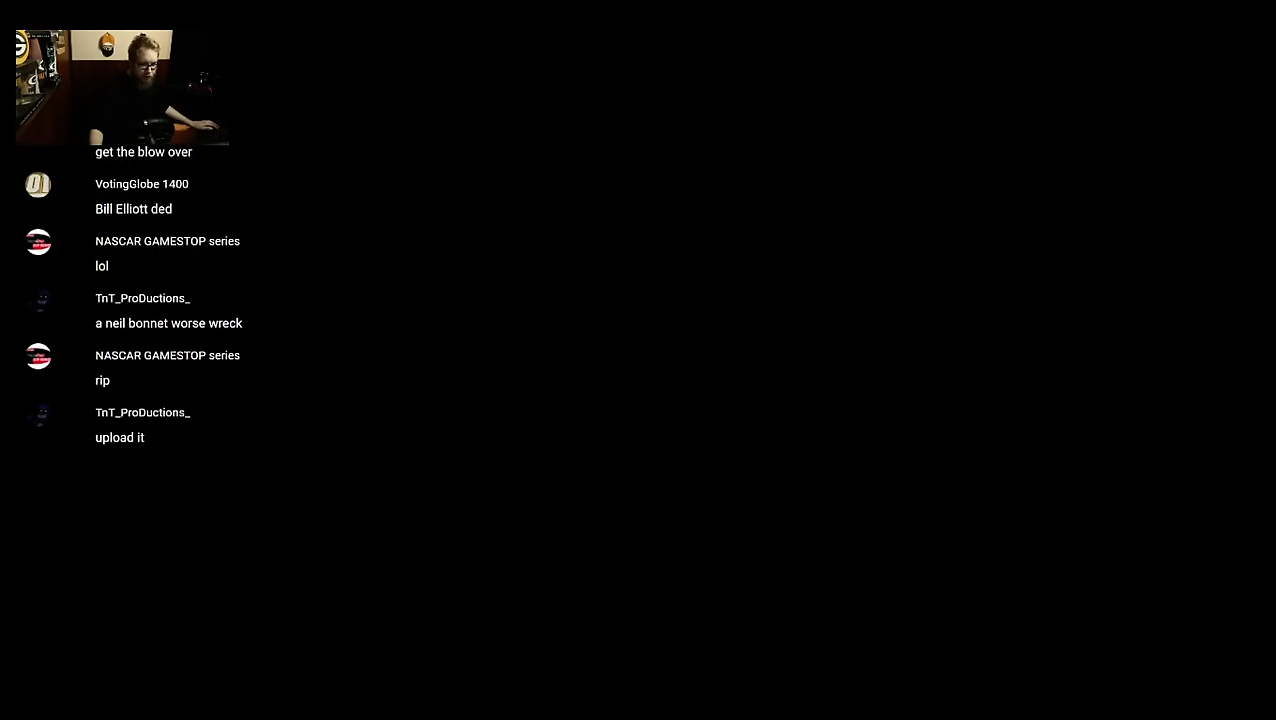 get the blow over
VotingGlobe 1400
Bill Elliott ded
NASCAR GAMESTOP series
lol
TnT_ProDuctions_
a neil bonnet worse wreck
NASCAR GAMESTOP series
rip
TnT_ProDuctions_
upload it